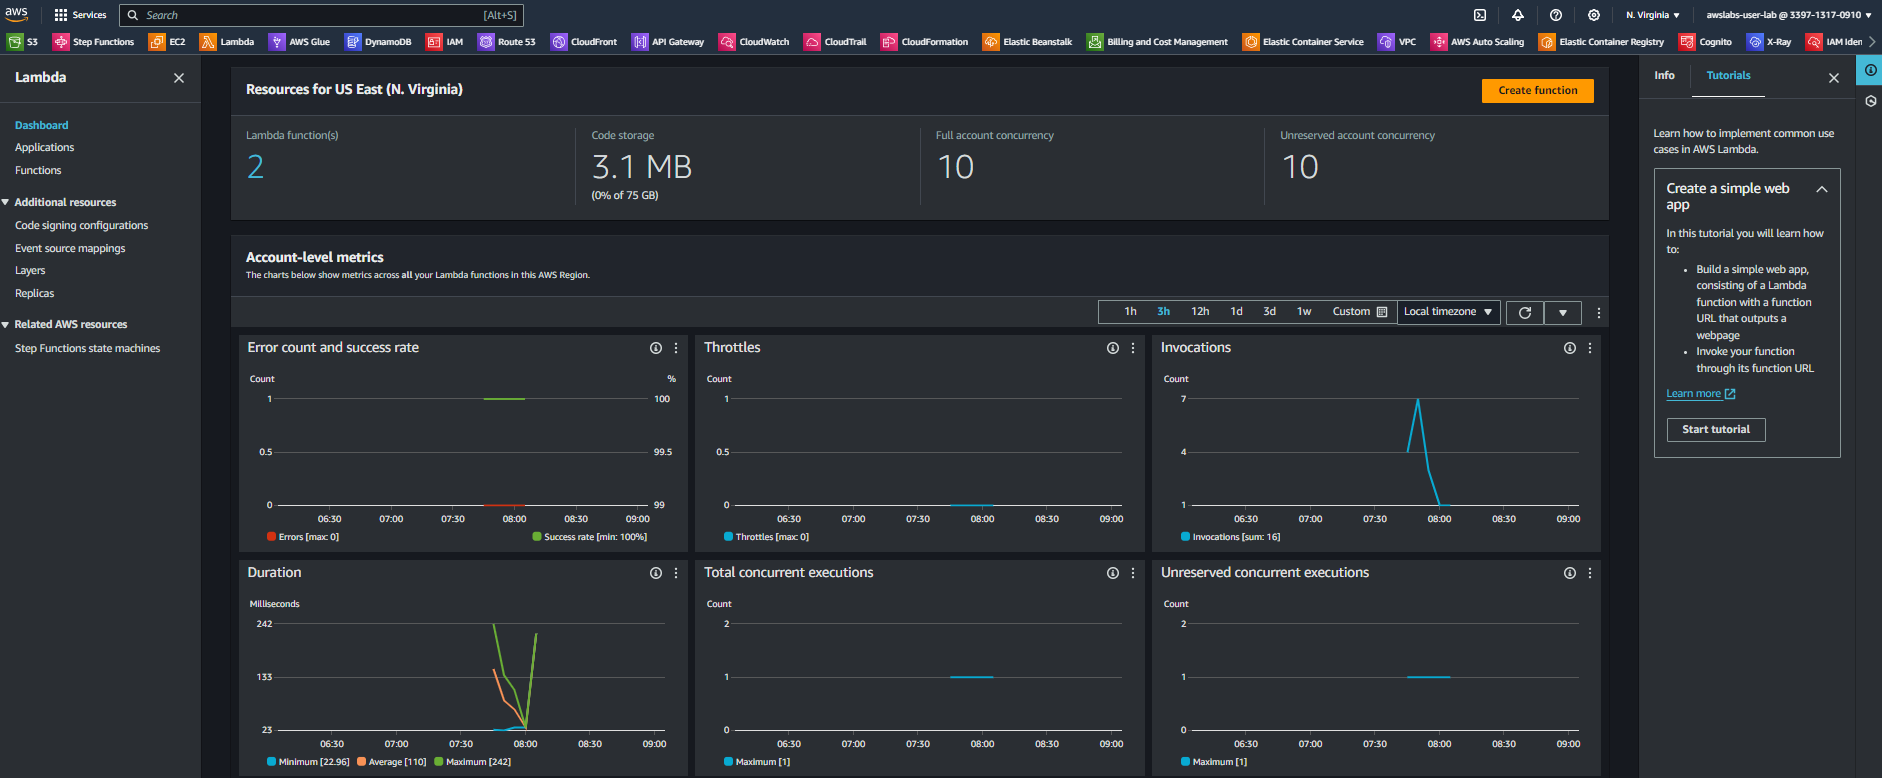 aws
Services
Search
[Alt+S]
N. Virginia
awslabs-user-lab @ 3397-1317-0910
S3
Step Functions
EC2
Lambda
AWS Glue
DynamoDB
IAM
Route 53
CloudFront
API Gateway
CloudWatch
CloudTrail
CloudFormation
Elastic Beanstalk
Billing and Cost Management
Elastic Container Service
VPC
AWS Auto Scaling
Elastic Container Registry
Cognito
X-Ray
IAM Iden
Lambda
Dashboard
Applications
Functions
Additional resources
Code signing configurations
Event source mappings
Layers
Replicas
Related AWS resources
Step Functions state machines
Resources for US East (N. Virginia)
Create function
Lambda function(s)
2
Code storage
3.1 MB
(0% of 75 GB)
Full account concurrency
10
Unreserved account concurrency
10
Account-level metrics
The charts below show metrics across all your Lambda functions in this AWS Region.
1h 3h 12h 1d 3d 1w Custom Local timezone
Error count and success rate
Count %
1 100
0.5 99.5
0 99
06:30 07:00 07:30 08:00 08:30 09:00
Errors [max: 0] Success rate [min: 100%]
Throttles
Count
1
0.5
0
06:30 07:00 07:30 08:00 08:30 09:00
Throttles [max: 0]
Invocations
Count
7
4
1
06:30 07:00 07:30 08:00 08:30 09:00
Invocations [sum: 16]
Duration
Milliseconds
242
133
23
06:30 07:00 07:30 08:00 08:30 09:00
Minimum [22.96] Average [110] Maximum [242]
Total concurrent executions
Count
2
1
0
06:30 07:00 07:30 08:00 08:30 09:00
Maximum [1]
Unreserved concurrent executions
Count
2
1
0
06:30 07:00 07:30 08:00 08:30 09:00
Maximum [1]
Info
Tutorials
Learn how to implement common use
cases in AWS Lambda.
Create a simple web
app
In this tutorial you will learn how
to:
• Build a simple web app,
consisting of a Lambda
function with a function
URL that outputs a
webpage
• Invoke your function
through its function URL
Learn more
Start tutorial